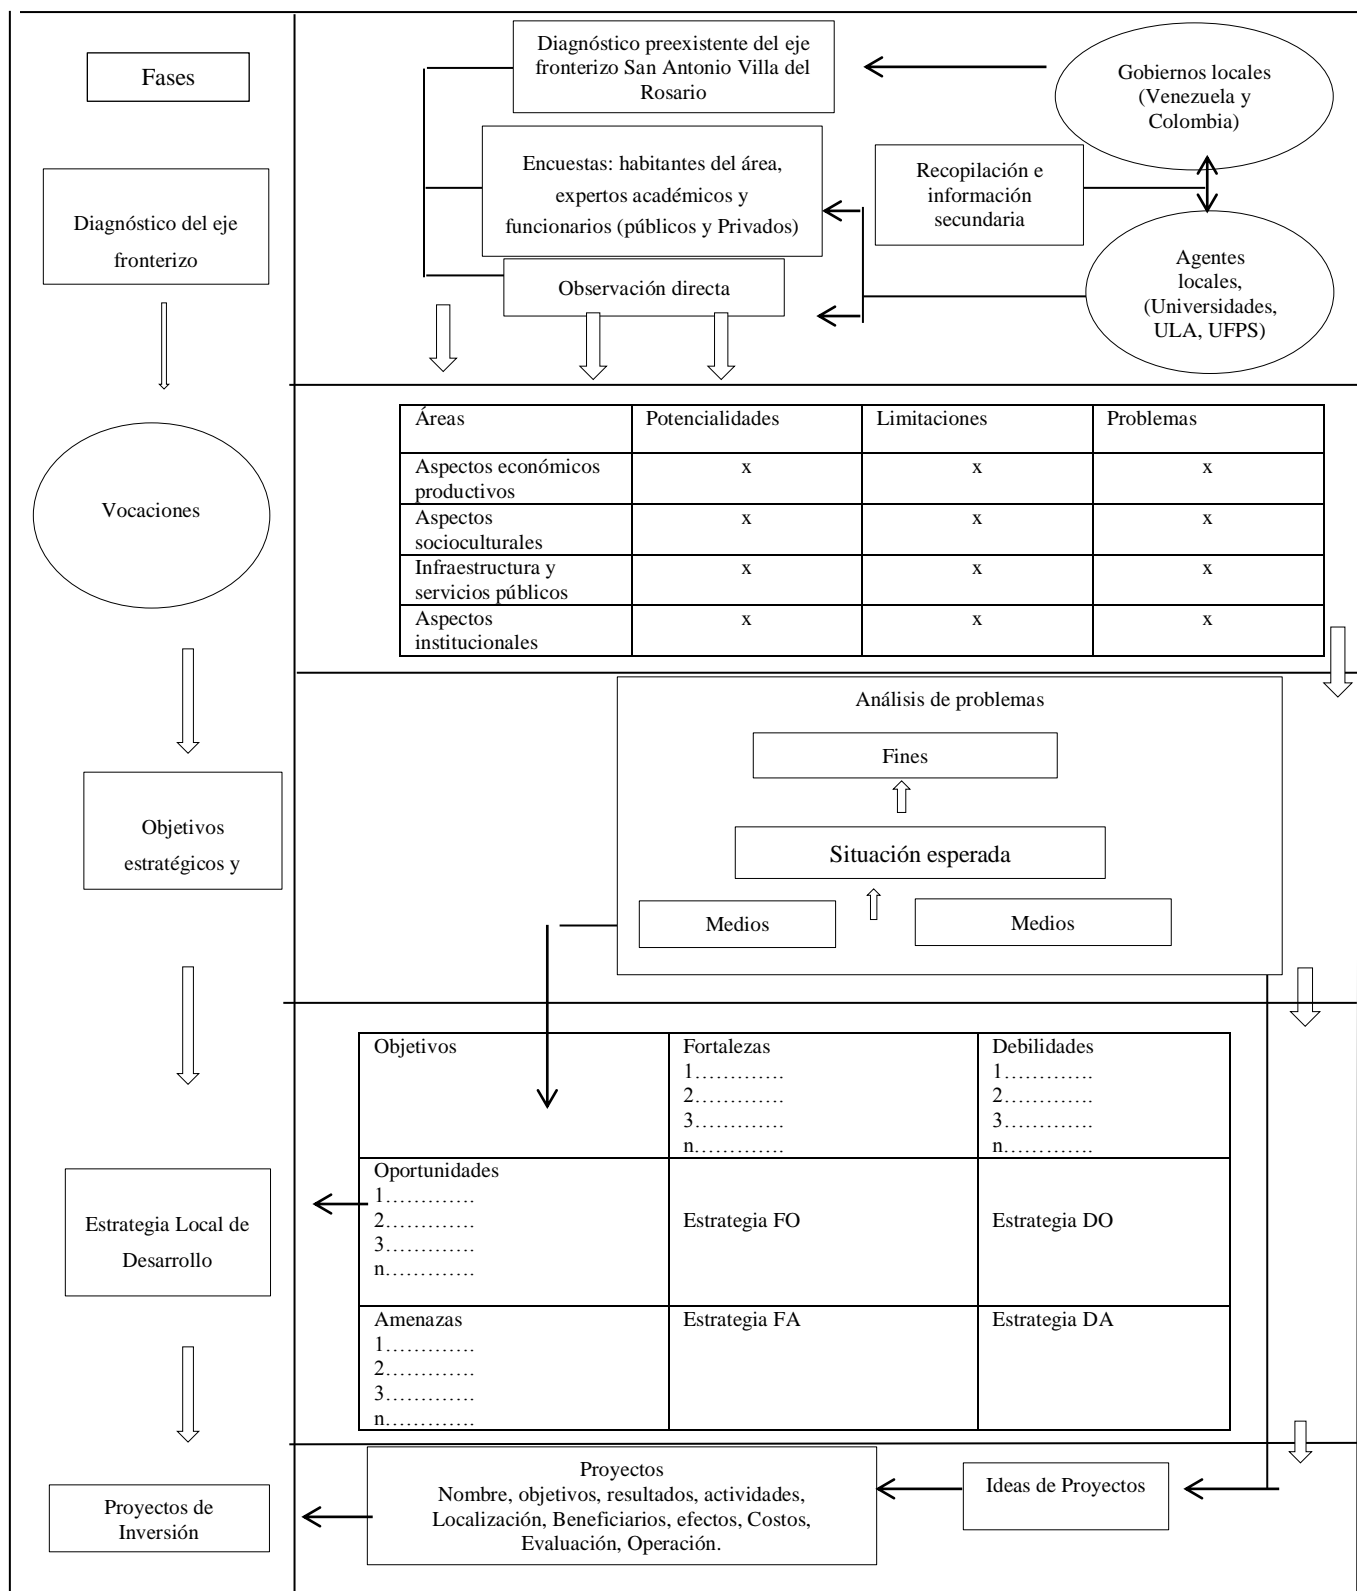 Fases
Diagnóstico del eje
fronterizo
Vocaciones
Objetivos
estratégicos y
Estrategia Local de
Desarrollo
Proyectos de
Inversión
Diagnóstico preexistente del eje
fronterizo San Antonio Villa del
Rosario
Gobiernos locales
(Venezuela y
Colombia)
Encuestas: habitantes del área,
expertos académicos y
funcionarios (públicos y Privados)
Recopilación e
información
secundaria
Observación directa
Agentes
locales,
(Universidades,
ULA, UFPS)
Áreas Potencialidades Limitaciones Problemas
Aspectos económicos
productivos x x x
Aspectos
socioculturales x x x
Infraestructura y
servicios públicos x x x
Aspectos
institucionales x x x
Análisis de problemas
Fines
Situación esperada
Medios Medios
Objetivos
Fortalezas
1………….
2………….
3………….
n………….
Debilidades
1………….
2………….
3………….
n………….
Oportunidades
1………….
2………….
3………….
n………….
Estrategia FO
Estrategia DO
Amenazas
1………….
2………….
3………….
n………….
Estrategia FA
Estrategia DA
Proyectos
Nombre, objetivos, resultados, actividades,
Localización, Beneficiarios, efectos, Costos,
Evaluación, Operación.
Ideas de Proyectos